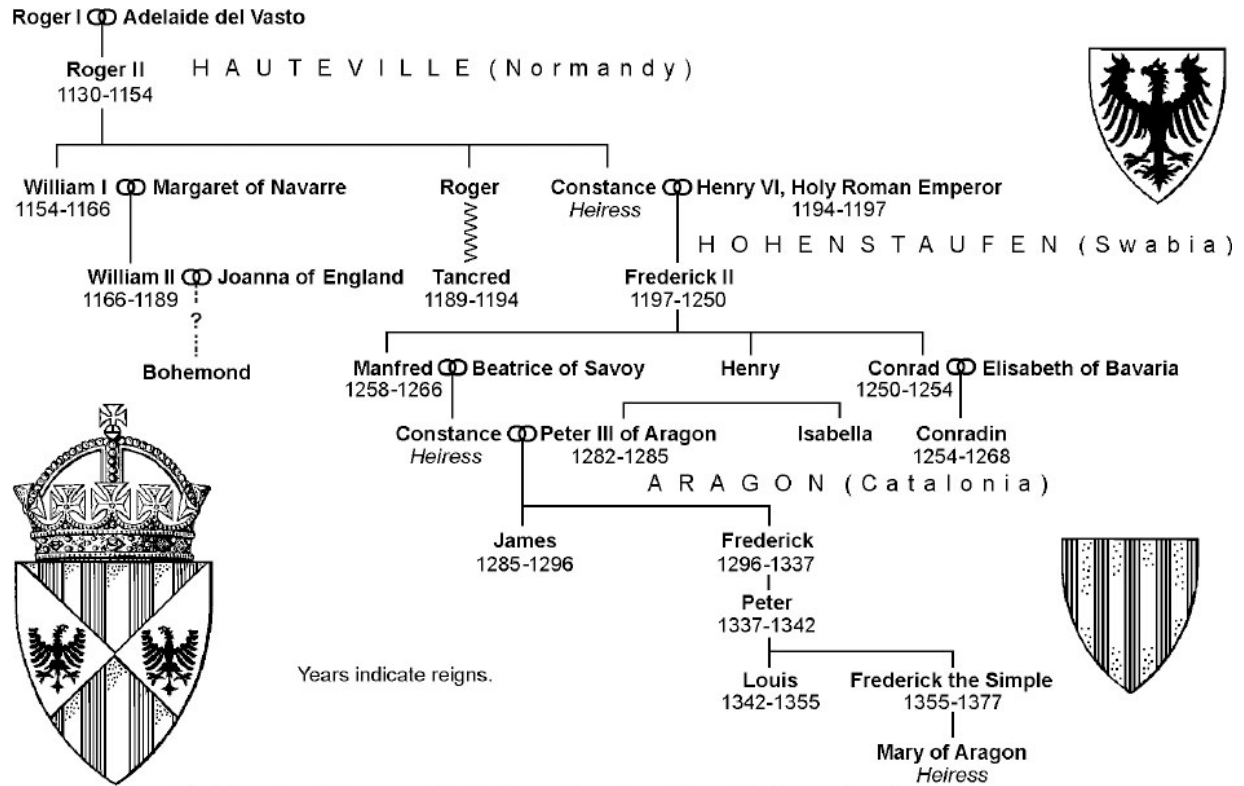 Roger I Adelaide del Vasto
Roger II HAUTEVILLE (Normandy)
1130-1154
William I Margaret of Navarre Roger Constance Henry VI, Holy Roman Emperor
1154-1166 Heiress 1194-1197
HOHENSTAUFEN (Swabia)
William II Joanna of England Tancred Frederick II
1166-1189 1189-1194 1197-1250
?
Bohemond Manfred Beatrice of Savoy Henry Conrad Elisabeth of Bavaria
1258-1266 1250-1254
Constance Peter III of Aragon Isabella Conradin
Heiress 1282-1285 1254-1268
ARAGON (Catalonia)
James Frederick
1285-1296 1296-1337
Peter
1337-1342
Years indicate reigns. Louis Frederick the Simple
1342-1355 1355-1377
Mary of Aragon
Heiress